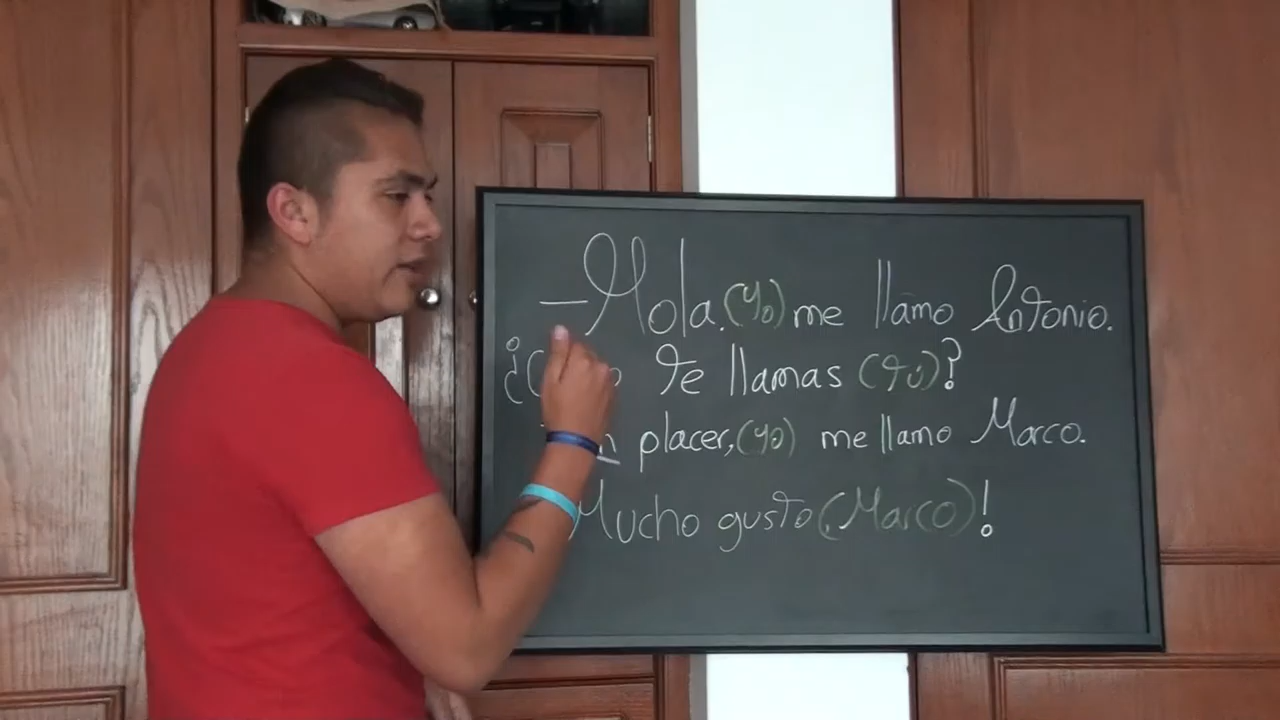 —Hola. (yo) me llamo Antonio.
¿ te llamas (tú)?
placer, (yo) me llamo Marco.
Mucho gusto (Marco)!